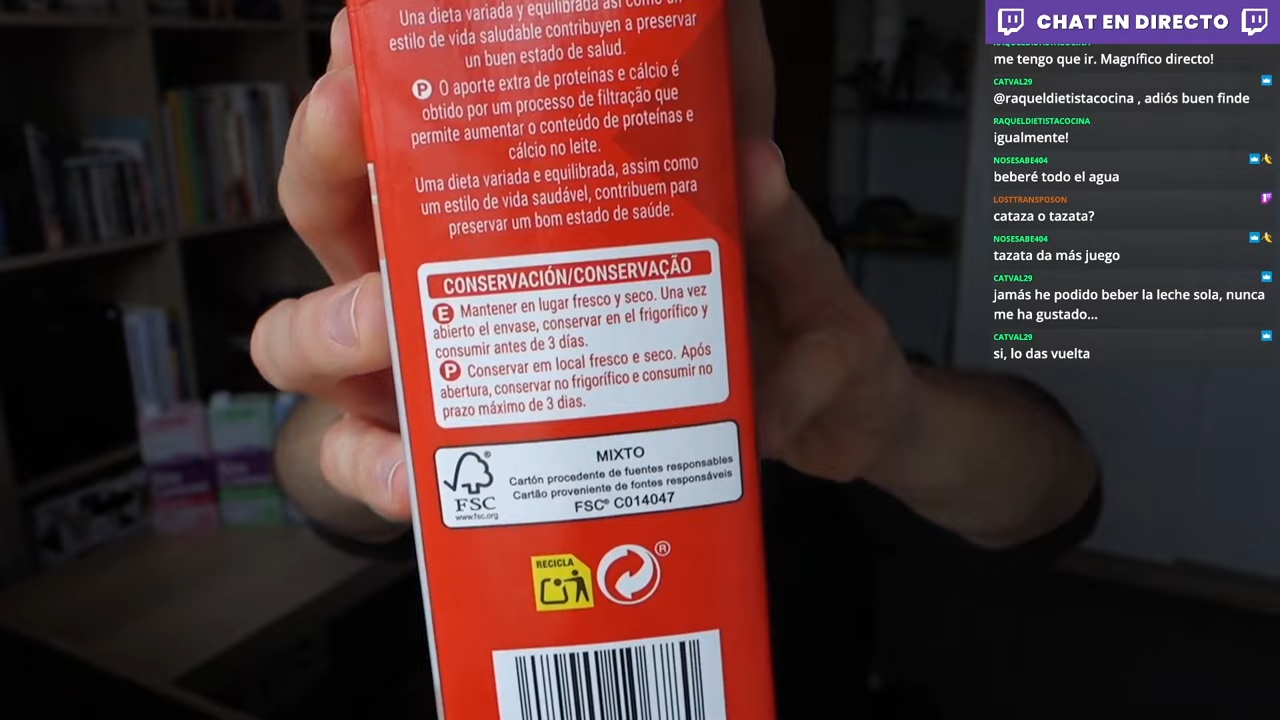 Una dieta variada y equilibrada así como un
estilo de vida saludable contribuyen a preservar
un buen estado de salud.
P O aporte extra de proteínas e cálcio é
obtido por um processo de filtração que
permite aumentar o conteúdo de proteínas e
cálcio no leite.
Uma dieta variada e equilibrada, assim como
um estilo de vida saudável, contribuem para
preservar um bom estado de saúde.
CONSERVACIÓN/CONSERVAÇÃO
E Mantener en lugar fresco y seco. Una vez
abierto el envase, conservar en el frigorífico y
consumir antes de 3 días.
P Conservar em local fresco e seco. Após
abertura, conservar no frigorífico e consumir no
prazo máximo de 3 dias.
MIXTO
Cartón procedente de fuentes responsables
Cartão proveniente de fontes responsáveis
FSC® C014047
FSC®
www.fsc.org
RECICLA
®
CHAT EN DIRECTO
RAQUELDIETISTACOCINA
me tengo que ir. Magnífico directo!
CATVAL29
@raqueldietistacocina , adiós buen finde
RAQUELDIETISTACOCINA
igualmente!
NOSESABE404
beberé todo el agua
LOSTTRANSPOSON
cataza o tazata?
NOSESABE404
tazata da más juego
CATVAL29
jamás he podido beber la leche sola, nunca
me ha gustado...
CATVAL29
si, lo das vuelta